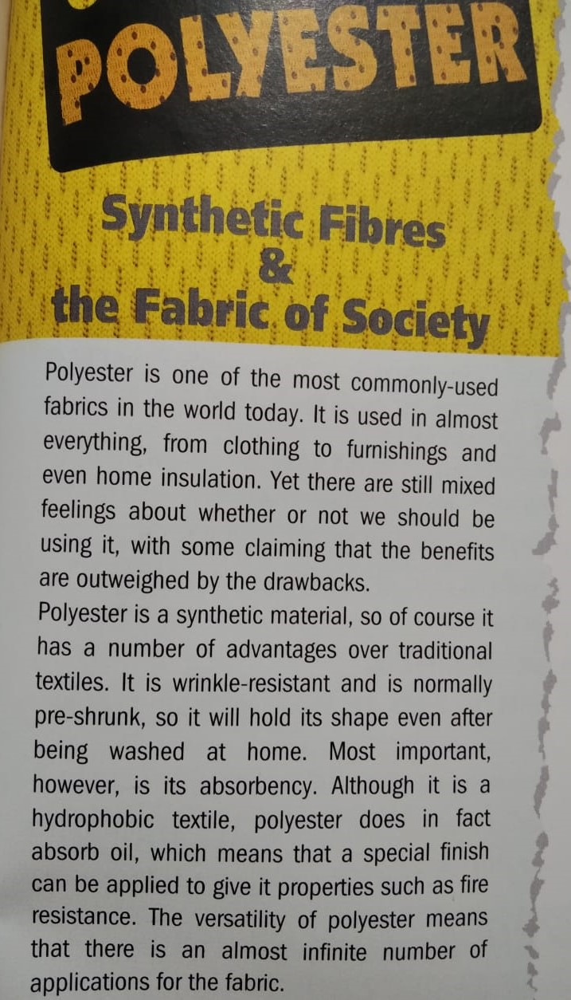 POLYESTER
Synthetic Fibres
&
the Fabric of Society
Polyester is one of the most commonly-used
fabrics in the world today. It is used in almost
everything, from clothing to furnishings and
even home insulation. Yet there are still mixed
feelings about whether or not we should be
using it, with some claiming that the benefits
are outweighed by the drawbacks.
Polyester is a synthetic material, so of course it
has a number of advantages over traditional
textiles. It is wrinkle-resistant and is normally
pre-shrunk, so it will hold its shape even after
being washed at home. Most important,
however, is its absorbency. Although it is a
hydrophobic textile, polyester does in fact
absorb oil, which means that a special finish
can be applied to give it properties such as fire
resistance. The versatility of polyester means
that there is an almost infinite number of
applications for the fabric.